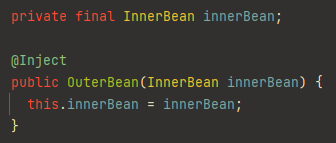 private final InnerBean innerBean;

@Inject
public OuterBean(InnerBean innerBean) {
  this.innerBean = innerBean;
}